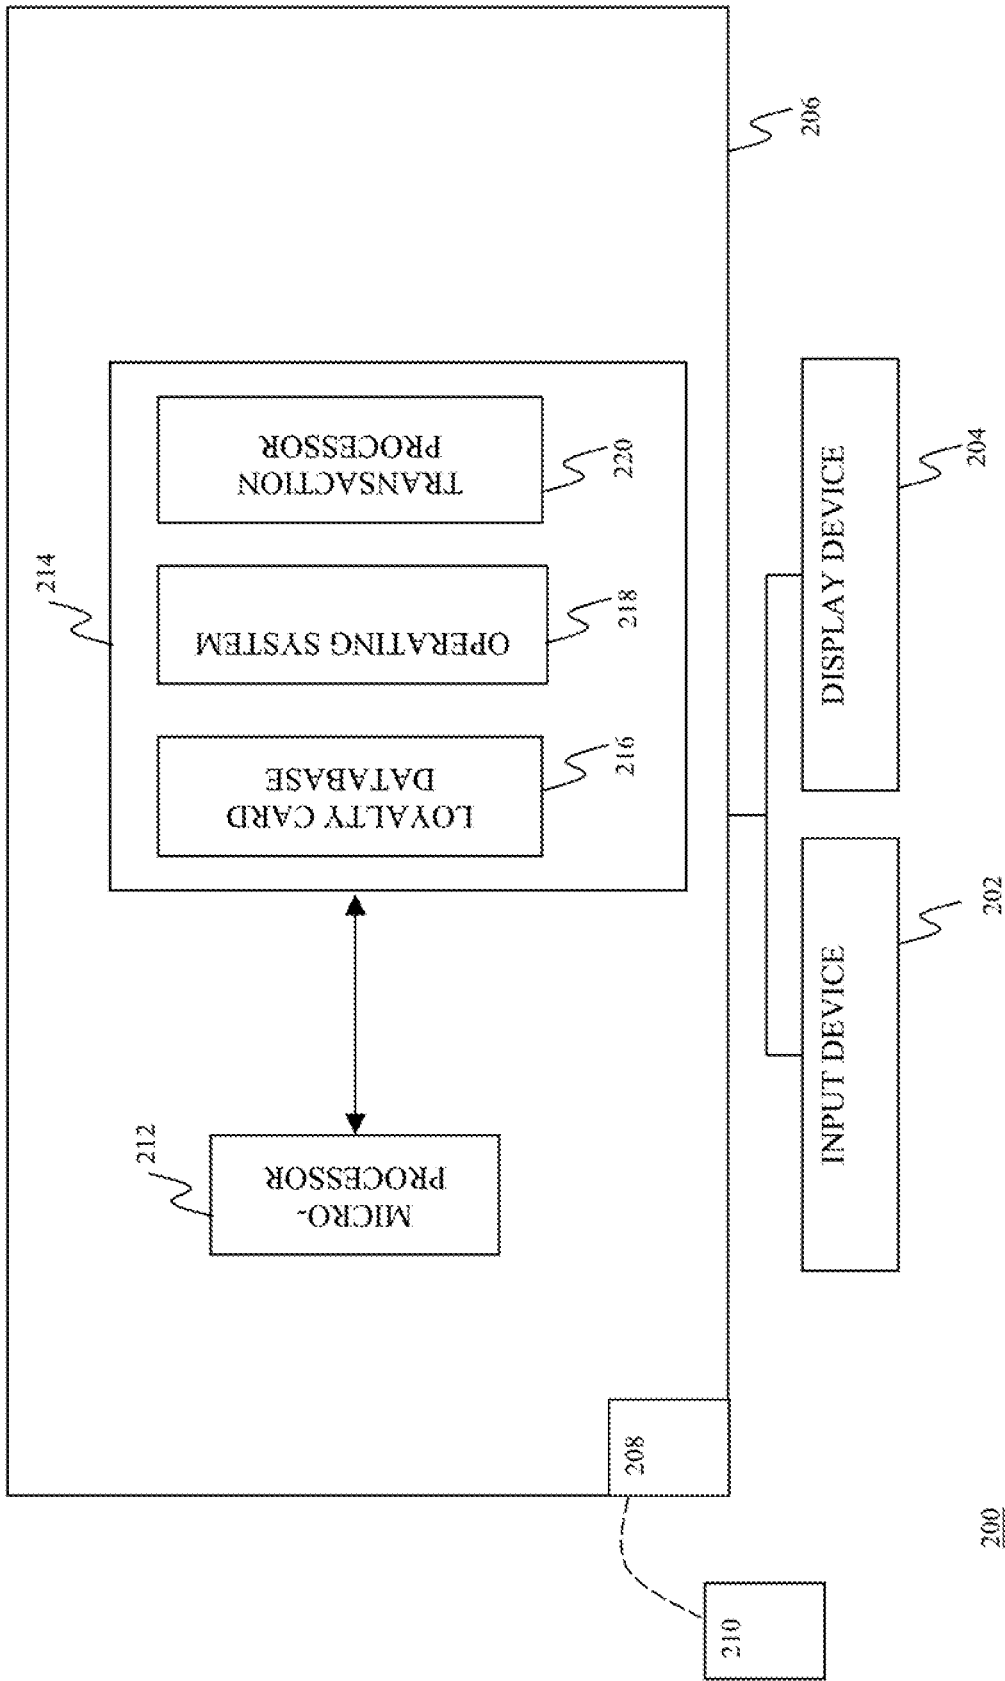 214
212
MICRO-
PROCESSOR
LOYALTY CARD
DATABASE
216
OPERATING SYSTEM
218
TRANSACTION
PROCESSOR
220
208
206
210
INPUT DEVICE
202
DISPLAY DEVICE
204
200